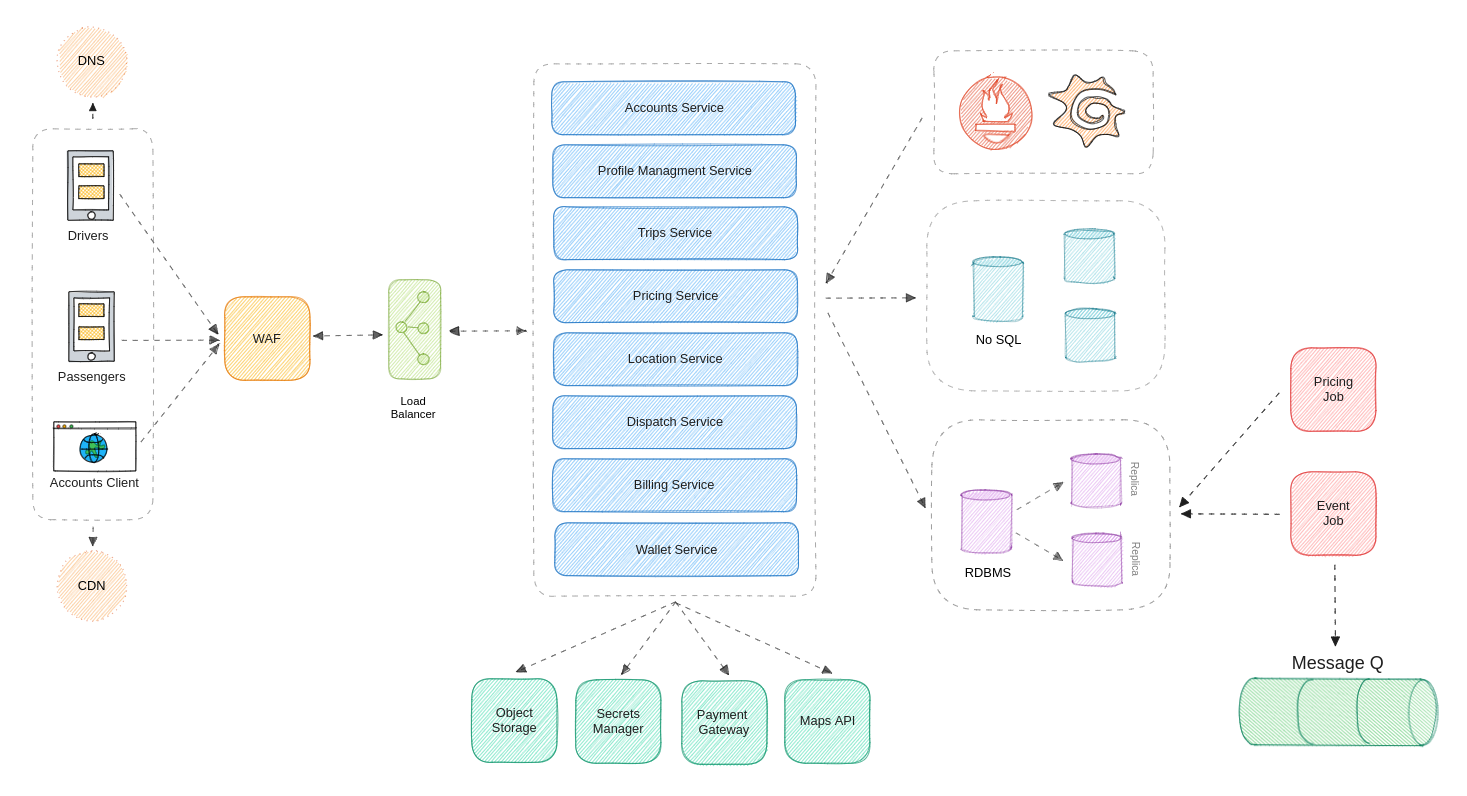 DNS
Drivers
Passengers
Accounts Client
CDN
WAF
Load
Balancer
Accounts Service
Profile Managment Service
Trips Service
Pricing Service
Location Service
Dispatch Service
Billing Service
Wallet Service
Object
Storage
Secrets
Manager
Payment
Gateway
Maps API
No SQL
RDBMS
Replica
Replica
Pricing
Job
Event
Job
Message Q